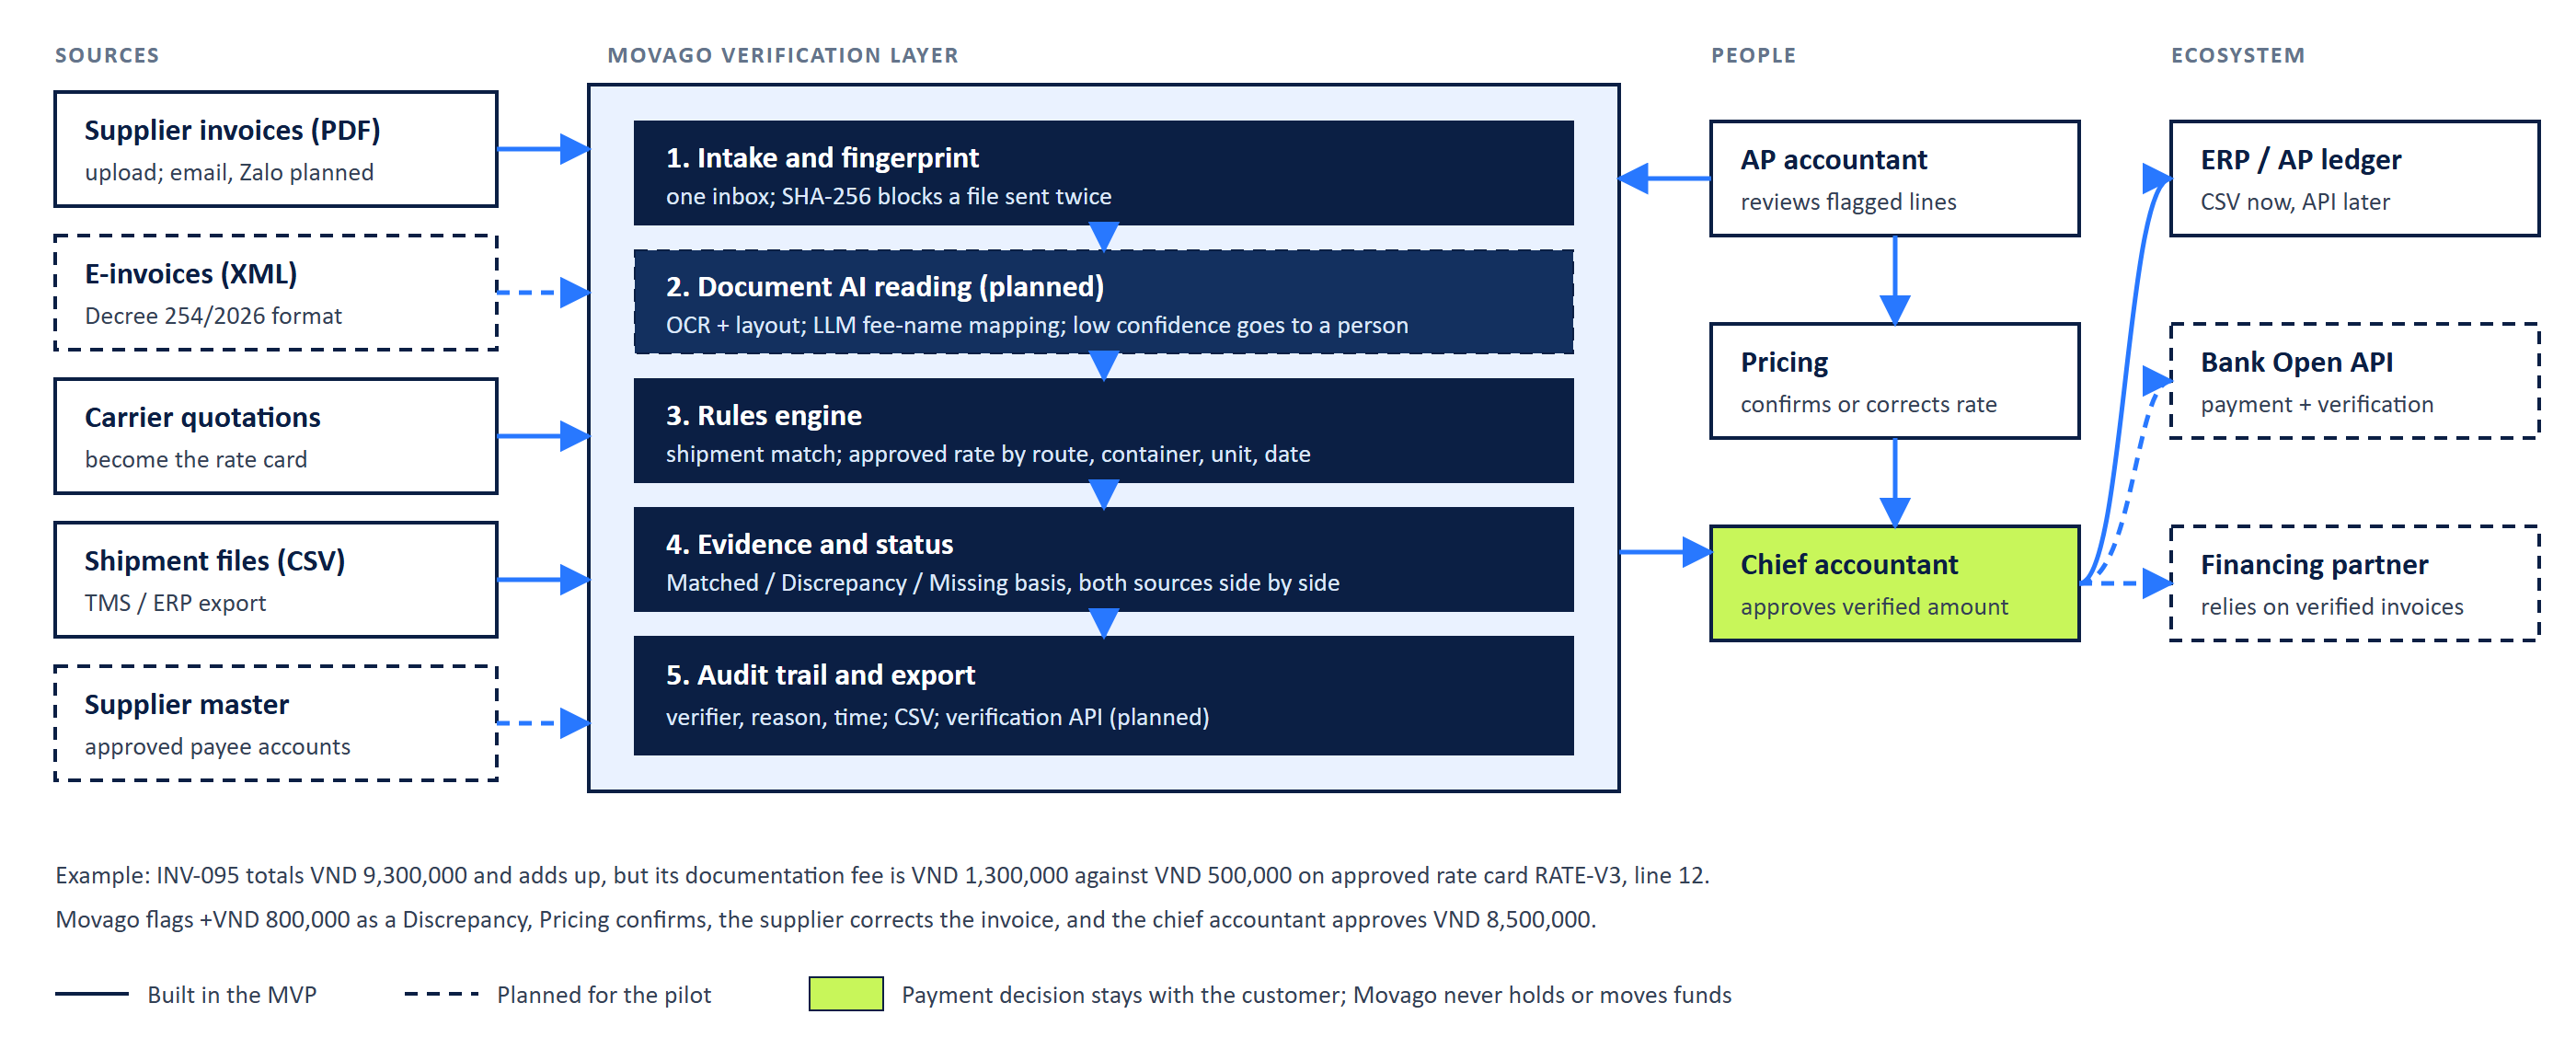 SOURCES
Supplier invoices (PDF)
upload; email, Zalo planned
E-invoices (XML)
Decree 254/2026 format
Carrier quotations
become the rate card
Shipment files (CSV)
TMS / ERP export
Supplier master
approved payee accounts
MOVAGO VERIFICATION LAYER
1. Intake and fingerprint
one inbox; SHA-256 blocks a file sent twice
2. Document AI reading (planned)
OCR + layout; LLM fee-name mapping; low confidence goes to a person
3. Rules engine
shipment match; approved rate by route, container, unit, date
4. Evidence and status
Matched / Discrepancy / Missing basis, both sources side by side
5. Audit trail and export
verifier, reason, time; CSV; verification API (planned)
PEOPLE
AP accountant
reviews flagged lines
Pricing
confirms or corrects rate
Chief accountant
approves verified amount
ECOSYSTEM
ERP / AP ledger
CSV now, API later
Bank Open API
payment + verification
Financing partner
relies on verified invoices
Example: INV-095 totals VND 9,300,000 and adds up, but its documentation fee is VND 1,300,000 against VND 500,000 on approved rate card RATE-V3, line 12.
Movago flags +VND 800,000 as a Discrepancy, Pricing confirms, the supplier corrects the invoice, and the chief accountant approves VND 8,500,000.
Built in the MVP
Planned for the pilot
Payment decision stays with the customer; Movago never holds or moves funds